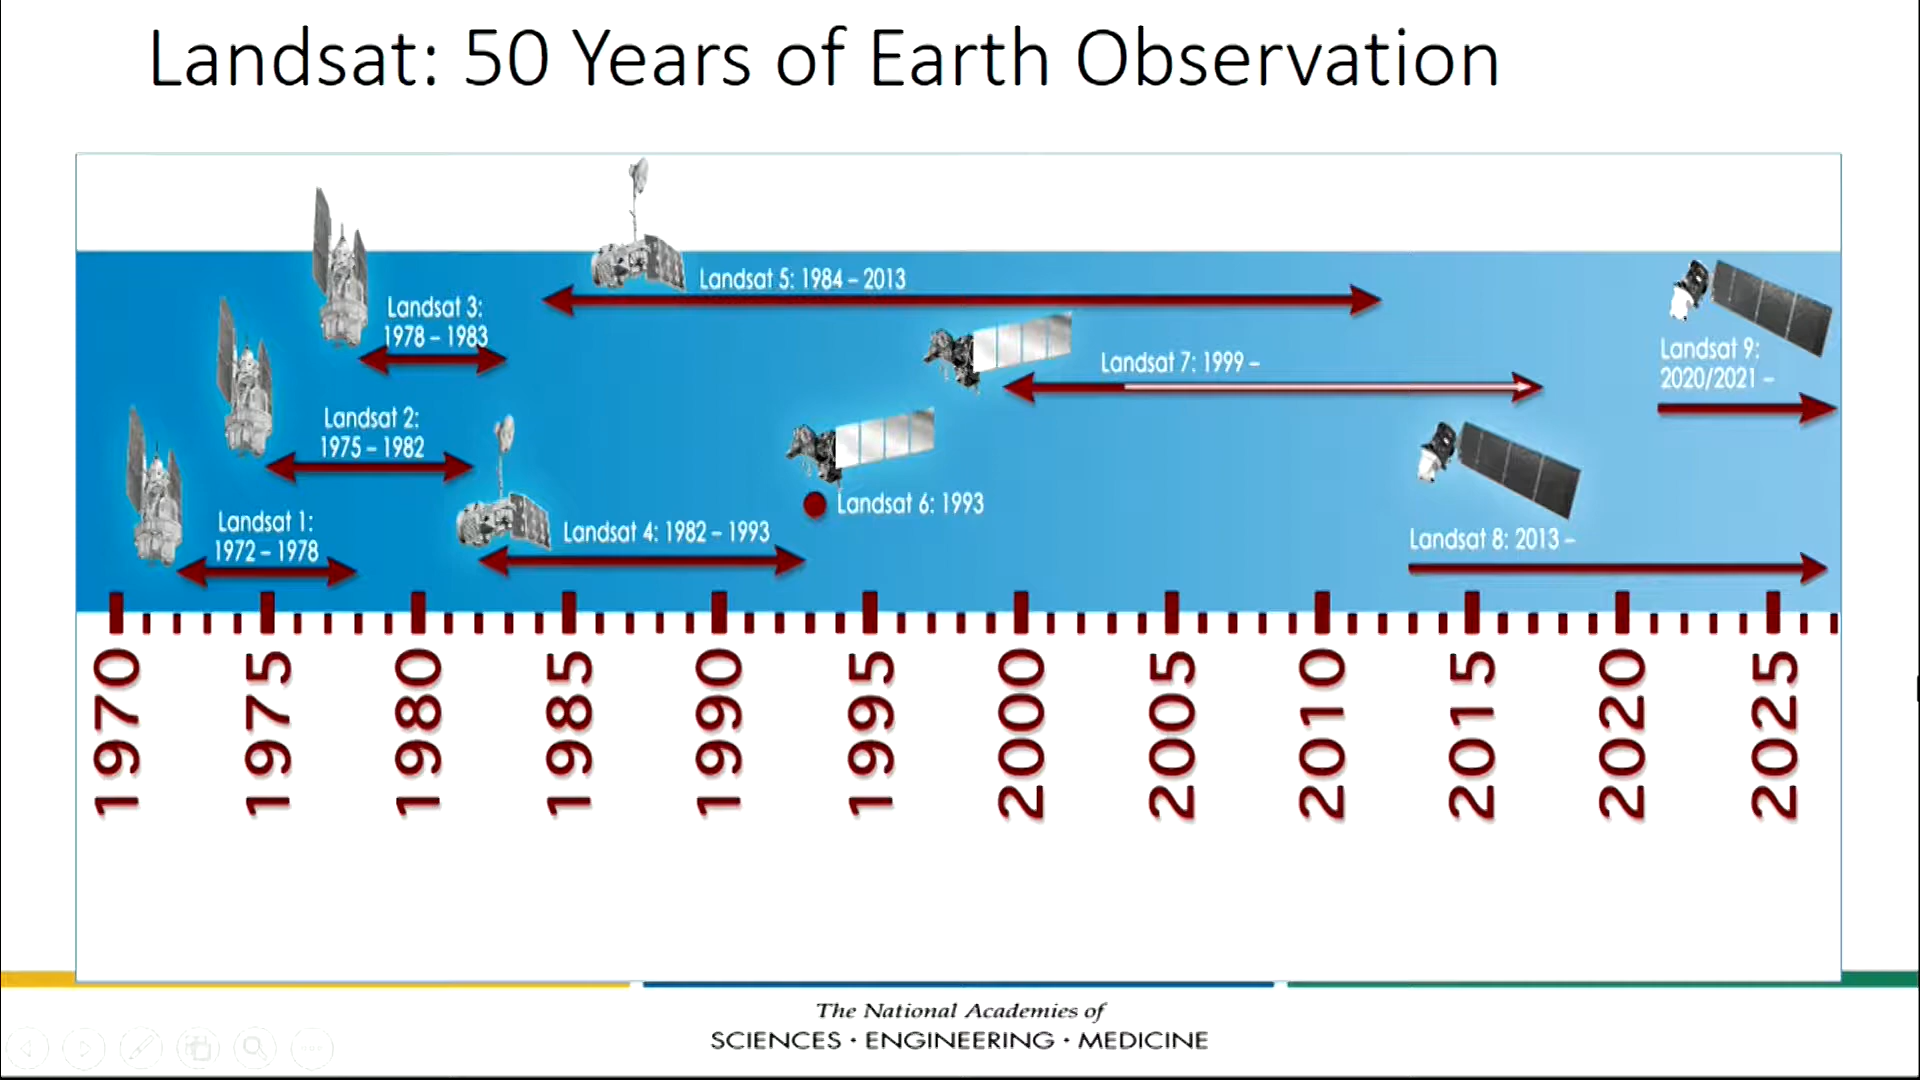 Landsat: 50 Years of Earth Observation
Landsat 5: 1984 – 2013
Landsat 3:
1978 – 1983
Landsat 7: 1999 –
Landsat 9:
2020/2021 –
Landsat 2:
1975 – 1982
Landsat 6: 1993
Landsat 1:
1972 – 1978
Landsat 4: 1982 – 1993
Landsat 8: 2013 –
1970
1975
1980
1985
1990
1995
2000
2005
2010
2015
2020
2025
The National Academies of
SCIENCES · ENGINEERING · MEDICINE